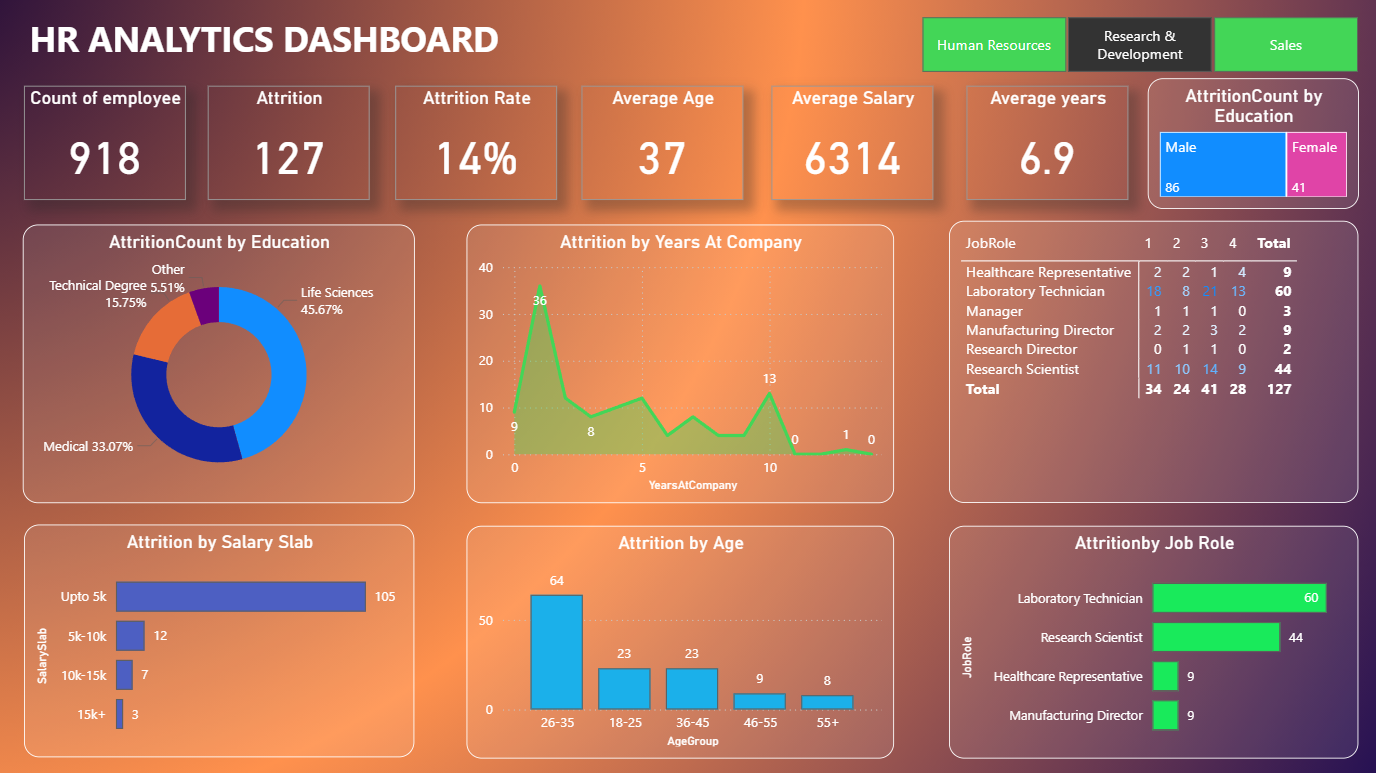 HR ANALYTICS DASHBOARD
Human Resources
Research &
Development
Sales
Count of employee
918
Attrition
127
Attrition Rate
14%
Average Age
37
Average Salary
6314
Average years
6.9
AttritionCount by
Education
Male
86
Female
41
AttritionCount by Education
Other
5.51%
Technical Degree
15.75%
Life Sciences
45.67%
Medical 33.07%
Attrition by Years At Company
40
30
20
10
0
36
9
8
13
0
1
0
0
5
10
YearsAtCompany
JobRole 1 2 3 4 Total
Healthcare Representative 2 2 1 4 9
Laboratory Technician 18 8 21 13 60
Manager 1 1 1 0 3
Manufacturing Director 2 2 3 2 9
Research Director 0 1 1 0 2
Research Scientist 11 10 14 9 44
Total 34 24 41 28 127
Attrition by Salary Slab
SalarySlab
Upto 5k 105
5k-10k 12
10k-15k 7
15k+ 3
Attrition by Age
50
0
64
23
23
9
8
26-35
18-25
36-45
46-55
55+
AgeGroup
Attritionby Job Role
JobRole
Laboratory Technician 60
Research Scientist 44
Healthcare Representative 9
Manufacturing Director 9